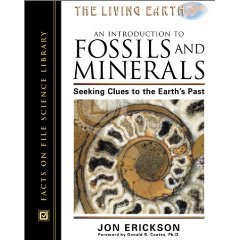 THE LIVING EARTH
AN INTRODUCTION TO
FOSSILS AND
MINERALS
Seeking Clues to the Earth's Past
FACTS ON FILE SCIENCE LIBRARY
JON ERICKSON
Foreword by Donald R. Coates, Ph.D.